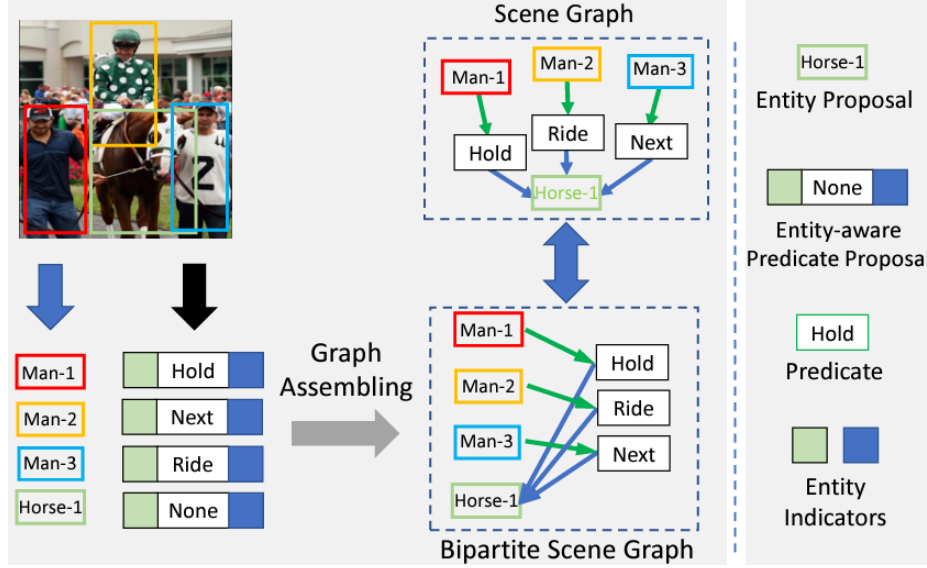 Scene Graph
Man-1
Man-2
Man-3
Hold
Ride
Next
Horse-1
2
Man-1
Man-2
Man-3
Horse-1
Hold
Next
Ride
None
Graph
Assembling
Man-1
Man-2
Man-3
Horse-1
Hold
Ride
Next
Bipartite Scene Graph
Horse-1
Entity Proposal
None
Entity-aware
Predicate Proposal
Hold
Predicate
Entity
Indicators